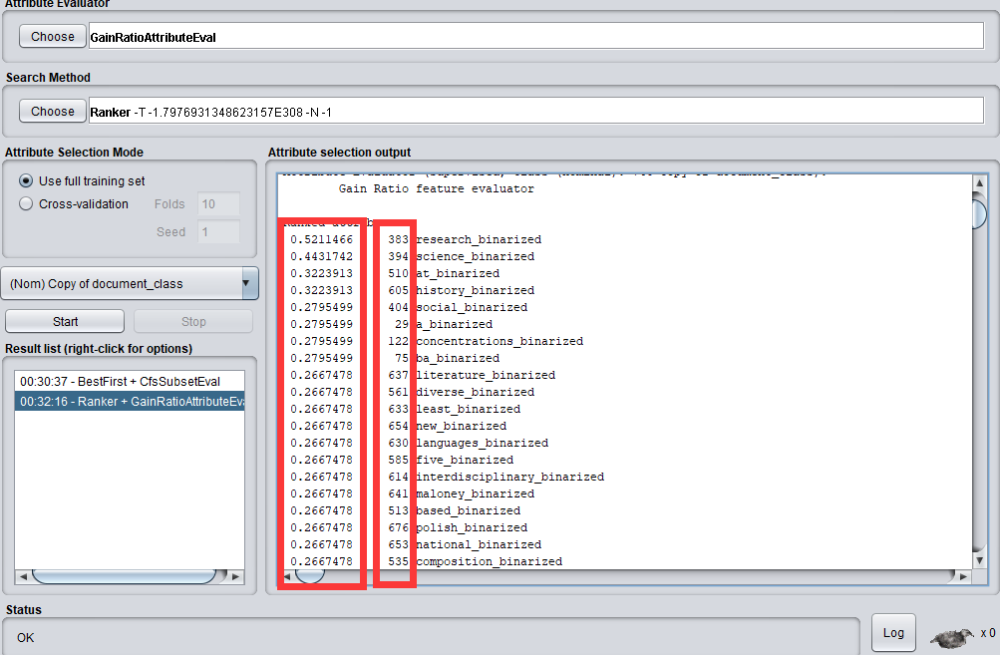 Attribute Evaluator
Choose
GainRatioAttributeEval
Search Method
Choose
Ranker -T -1.7976931348623157E308 -N -1
Attribute Selection Mode
Use full training set
Cross-validation Folds 10
Seed 1
(Nom) Copy of document_class
Start Stop
Result list (right-click for options)
00:30:37 - BestFirst + CfsSubsetEval
00:32:16 - Ranker + GainRatioAttributeEva
Attribute selection output
Gain Ratio feature evaluator
0.5211466 383 research_binarized
0.4431742 394 science_binarized
0.3223913 510 at_binarized
0.3223913 605 history_binarized
0.2795499 404 social_binarized
0.2795499 29 a_binarized
0.2795499 122 concentrations_binarized
0.2795499 75 ba_binarized
0.2667478 637 literature_binarized
0.2667478 561 diverse_binarized
0.2667478 633 least_binarized
0.2667478 654 new_binarized
0.2667478 630 languages_binarized
0.2667478 585 five_binarized
0.2667478 614 interdisciplinary_binarized
0.2667478 641 maloney_binarized
0.2667478 513 based_binarized
0.2667478 676 polish_binarized
0.2667478 653 national_binarized
0.2667478 535 composition_binarized
Status
OK
Log
x 0